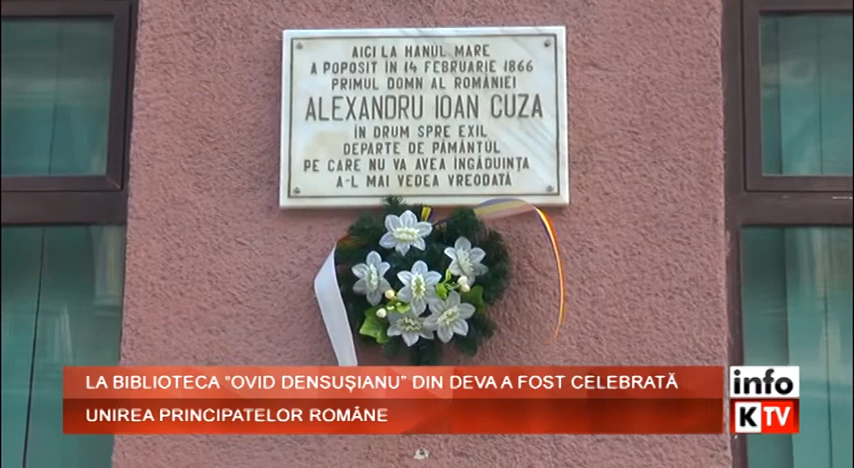 AICI LA HANUL MARE
A POPOSIT ÎN 14 FEBRUARIE 1866
PRIMUL DOMN AL ROMÂNIEI
ALEXANDRU IOAN CUZA
ÎN DRUM SPRE EXIL
DEPARTE DE PĂMÂNTUL
PE CARE NU VA AVEA ÎNGĂDUINȚA
A-L MAI VEDEA VREODATĂ
LA BIBLIOTECA "OVID DENSUȘIANU” DIN DEVA A FOST CELEBRATĂ
UNIREA PRINCIPATELOR ROMÂNE
info
K TV